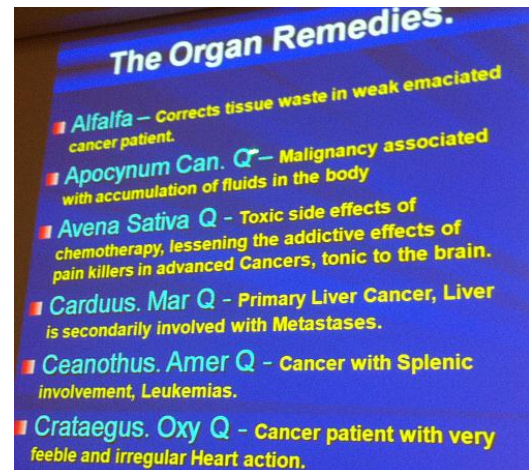 The Organ Remedies.
Alfalfa – Corrects tissue waste in weak emaciated
cancer patient.
Apocynum Can. Q – Malignancy associated
with accumulation of fluids in the body
Avena Sativa Q - Toxic side effects of
chemotherapy, lessening the addictive effects of
pain killers in advanced Cancers, tonic to the brain.
Carduus. Mar Q - Primary Liver Cancer, Liver
is secondarily involved with Metastases.
Ceanothus. Amer Q - Cancer with Splenic
involvement, Leukemias.
Crataegus. Oxy Q - Cancer patient with very
feeble and irregular Heart action.